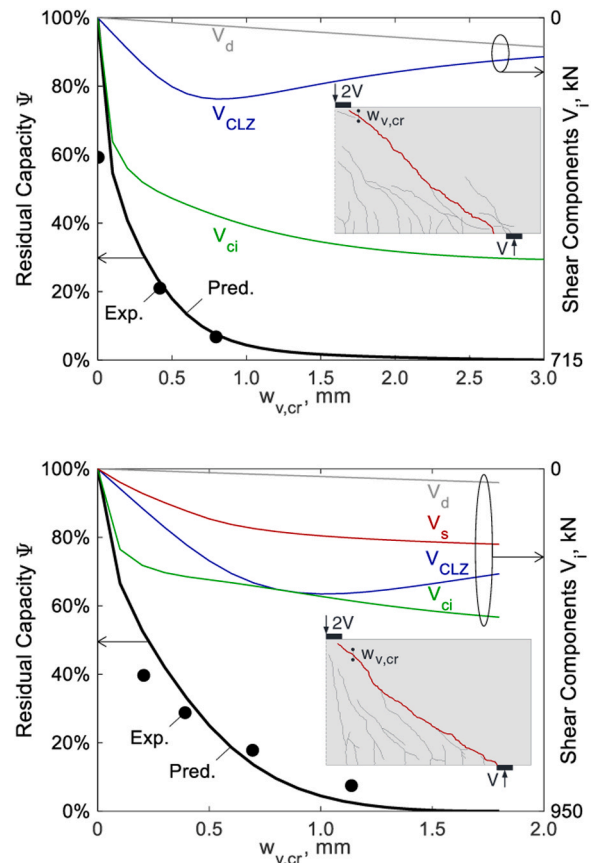 100%
80%
60%
40%
20%
0%
Residual Capacity Ψ
V_d
V_CLZ
V_ci
Exp.
Pred.
2V
w_v,cr
V
0
715
Shear Components V_i, kN
0
0.5
1.0
1.5
2.0
2.5
3.0
w_v,cr, mm
100%
80%
60%
40%
20%
0%
Residual Capacity Ψ
V_d
V_s
V_CLZ
V_ci
Exp.
Pred.
2V
w_v,cr
V
0
950
Shear Components V_i, kN
0
0.5
1.0
1.5
2.0
w_v,cr, mm